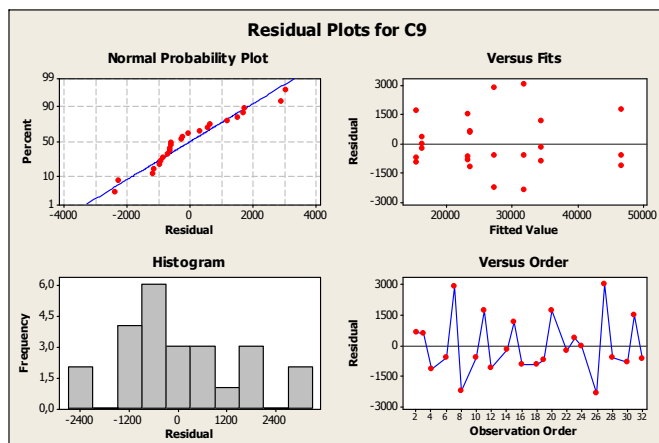 Residual Plots for C9
Normal Probability Plot
99
90
50
10
1
Percent
-4000 -2000 0 2000 4000
Residual
Versus Fits
3000
1500
0
-1500
-3000
Residual
20000 30000 40000 50000
Fitted Value
Histogram
6,0
4,5
3,0
1,5
0,0
Frequency
-2400 -1200 0 1200 2400
Residual
Versus Order
3000
1500
0
-1500
-3000
Residual
2 4 6 8 10 12 14 16 18 20 22 24 26 28 30 32
Observation Order